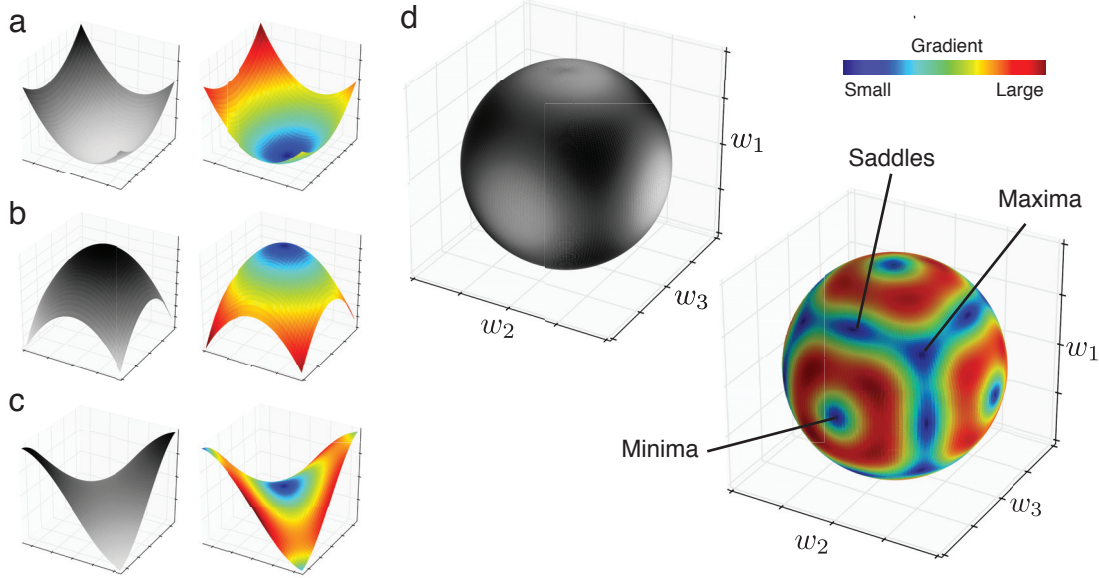 a
b
c
d
Gradient
Small Large
w₁
w₂
w₃
Saddles
Maxima
Minima
w₁
w₂
w₃